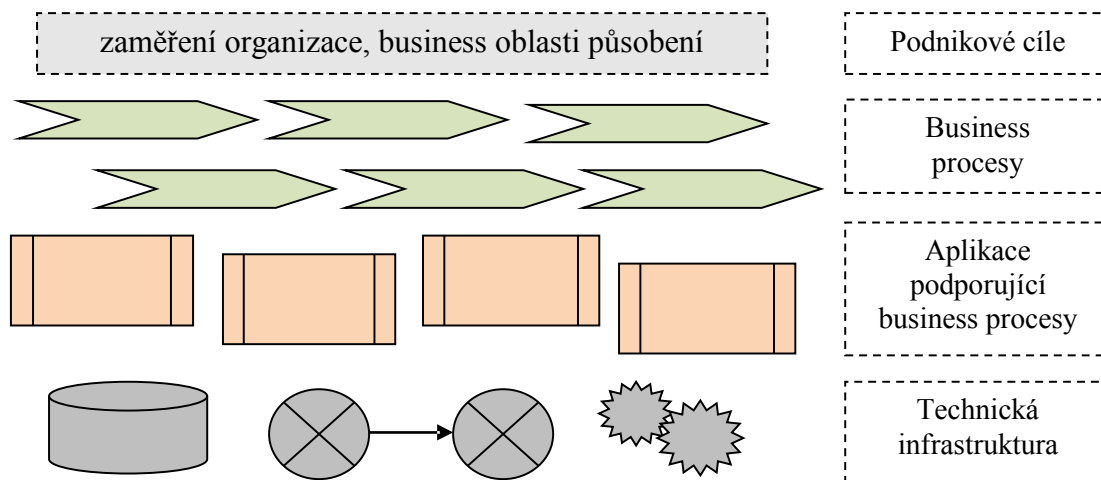 zaměření organizace, business oblasti působení
Podnikové cíle
Business
procesy
Aplikace
podporující
business procesy
Technická
infrastruktura